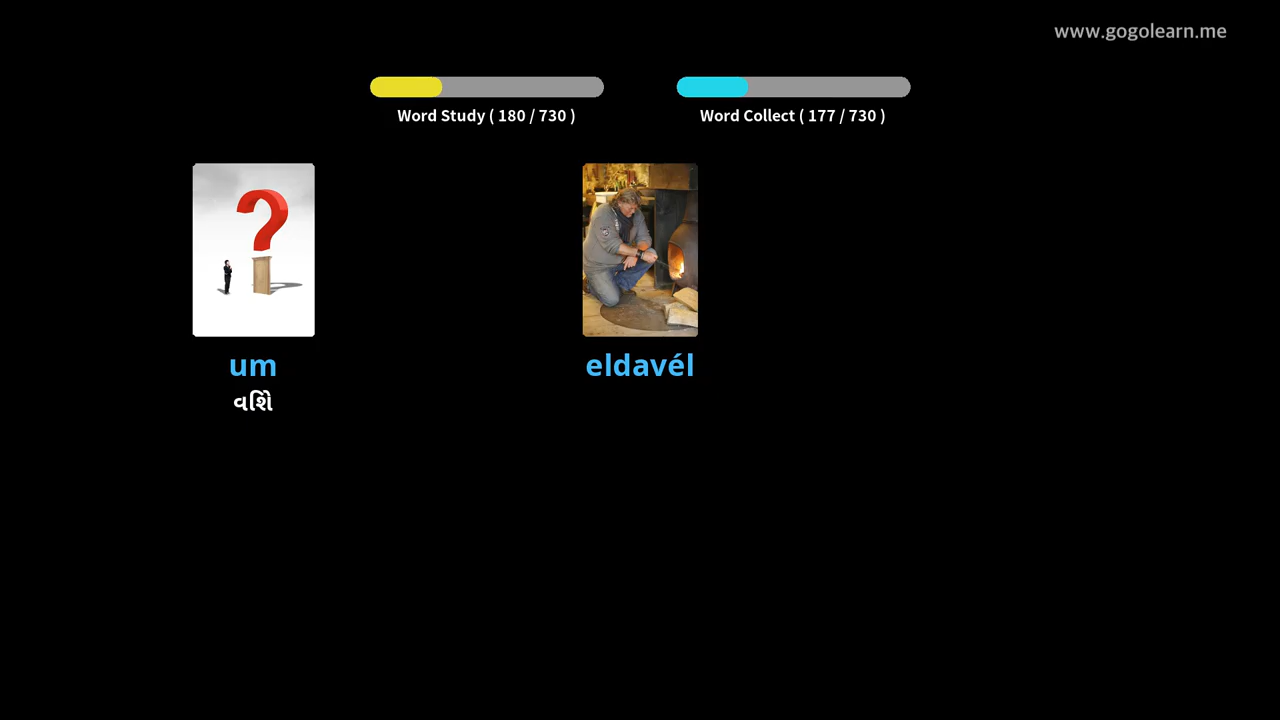 www.gogolearn.me
Word Study ( 180 / 730 )
Word Collect ( 177 / 730 )
?
um
eldavél
વિશે